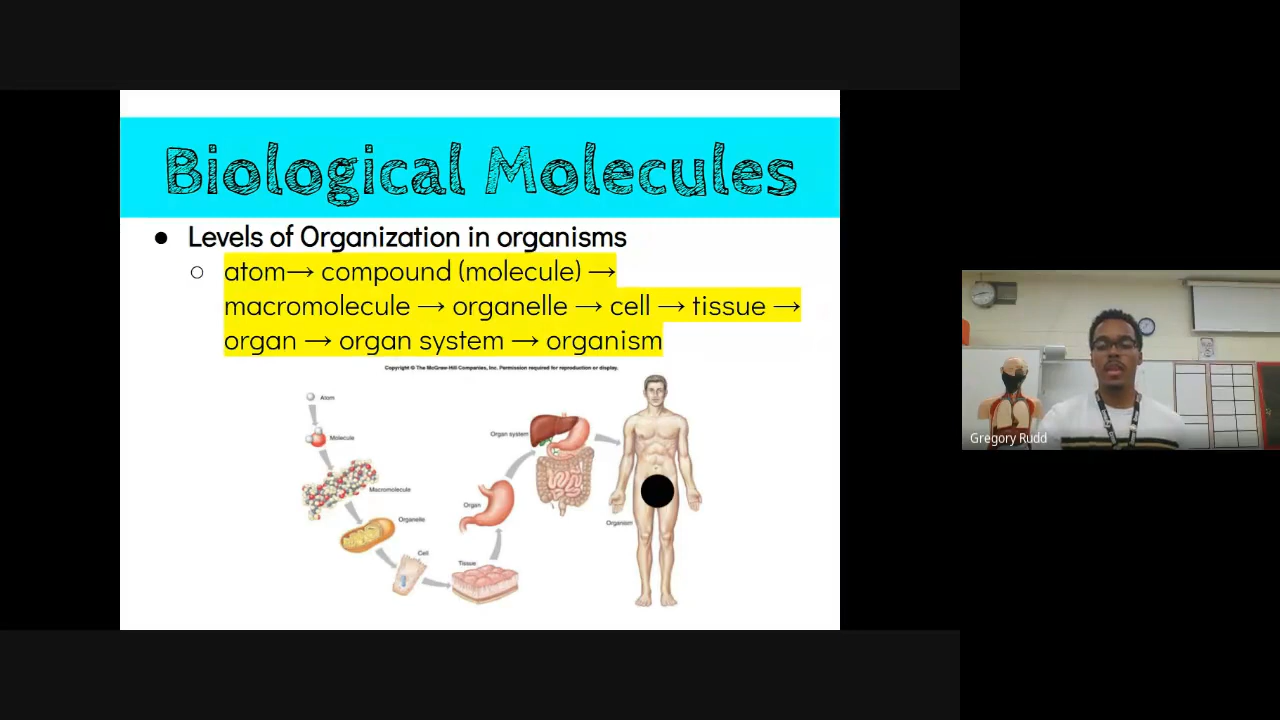 Biological Molecules
● Levels of Organization in organisms
○ atom→ compound (molecule) →
macromolecule → organelle → cell → tissue →
organ → organ system → organism
Copyright © The McGraw-Hill Companies, Inc. Permission required for reproduction or display.
Atom
Molecule
Macromolecule
Organelle
Cell
Tissue
Organ
Organ system
Organism
Gregory Rudd